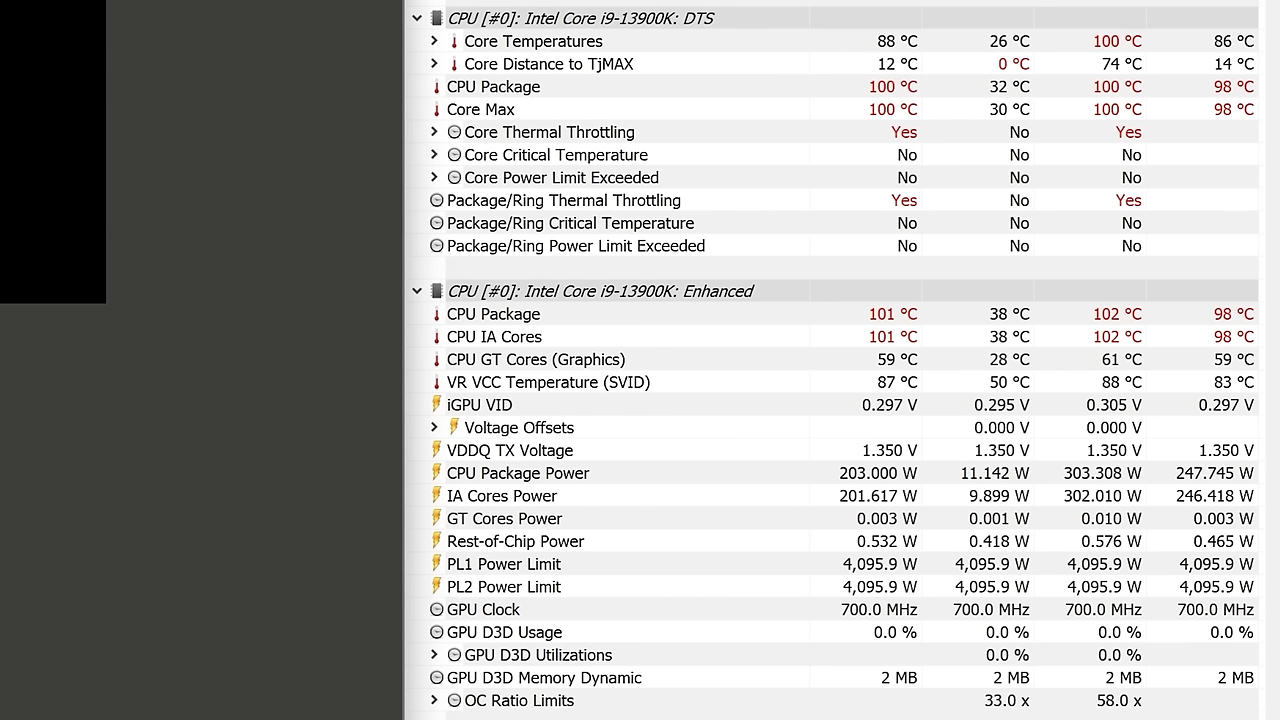 CPU [#0]: Intel Core i9-13900K: DTS
Core Temperatures 88 °C 26 °C 100 °C 86 °C
Core Distance to TjMAX 12 °C 0 °C 74 °C 14 °C
CPU Package 100 °C 32 °C 100 °C 98 °C
Core Max 100 °C 30 °C 100 °C 98 °C
Core Thermal Throttling Yes No Yes
Core Critical Temperature No No No
Core Power Limit Exceeded No No No
Package/Ring Thermal Throttling Yes No Yes
Package/Ring Critical Temperature No No No
Package/Ring Power Limit Exceeded No No No
CPU [#0]: Intel Core i9-13900K: Enhanced
CPU Package 101 °C 38 °C 102 °C 98 °C
CPU IA Cores 101 °C 38 °C 102 °C 98 °C
CPU GT Cores (Graphics) 59 °C 28 °C 61 °C 59 °C
VR VCC Temperature (SVID) 87 °C 50 °C 88 °C 83 °C
iGPU VID 0.297 V 0.295 V 0.305 V 0.297 V
Voltage Offsets 0.000 V 0.000 V
VDDQ TX Voltage 1.350 V 1.350 V 1.350 V 1.350 V
CPU Package Power 203.000 W 11.142 W 303.308 W 247.745 W
IA Cores Power 201.617 W 9.899 W 302.010 W 246.418 W
GT Cores Power 0.003 W 0.001 W 0.010 W 0.003 W
Rest-of-Chip Power 0.532 W 0.418 W 0.576 W 0.465 W
PL1 Power Limit 4,095.9 W 4,095.9 W 4,095.9 W 4,095.9 W
PL2 Power Limit 4,095.9 W 4,095.9 W 4,095.9 W 4,095.9 W
GPU Clock 700.0 MHz 700.0 MHz 700.0 MHz 700.0 MHz
GPU D3D Usage 0.0 % 0.0 % 0.0 % 0.0 %
GPU D3D Utilizations 0.0 % 0.0 %
GPU D3D Memory Dynamic 2 MB 2 MB 2 MB 2 MB
OC Ratio Limits 33.0 x 58.0 x